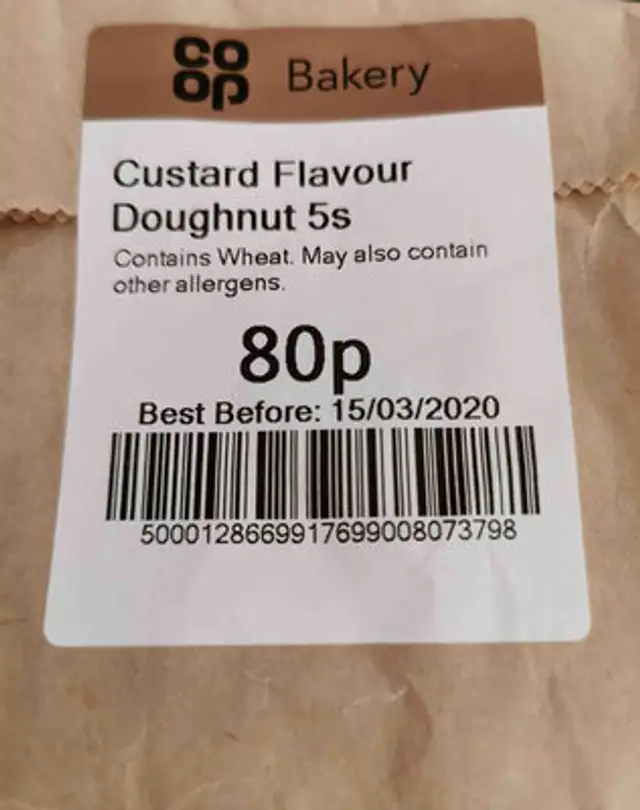 CO
OP Bakery
Custard Flavour
Doughnut 5s
Contains Wheat. May also contain
other allergens.
80p
Best Before: 15/03/2020
5000128669917699008073798